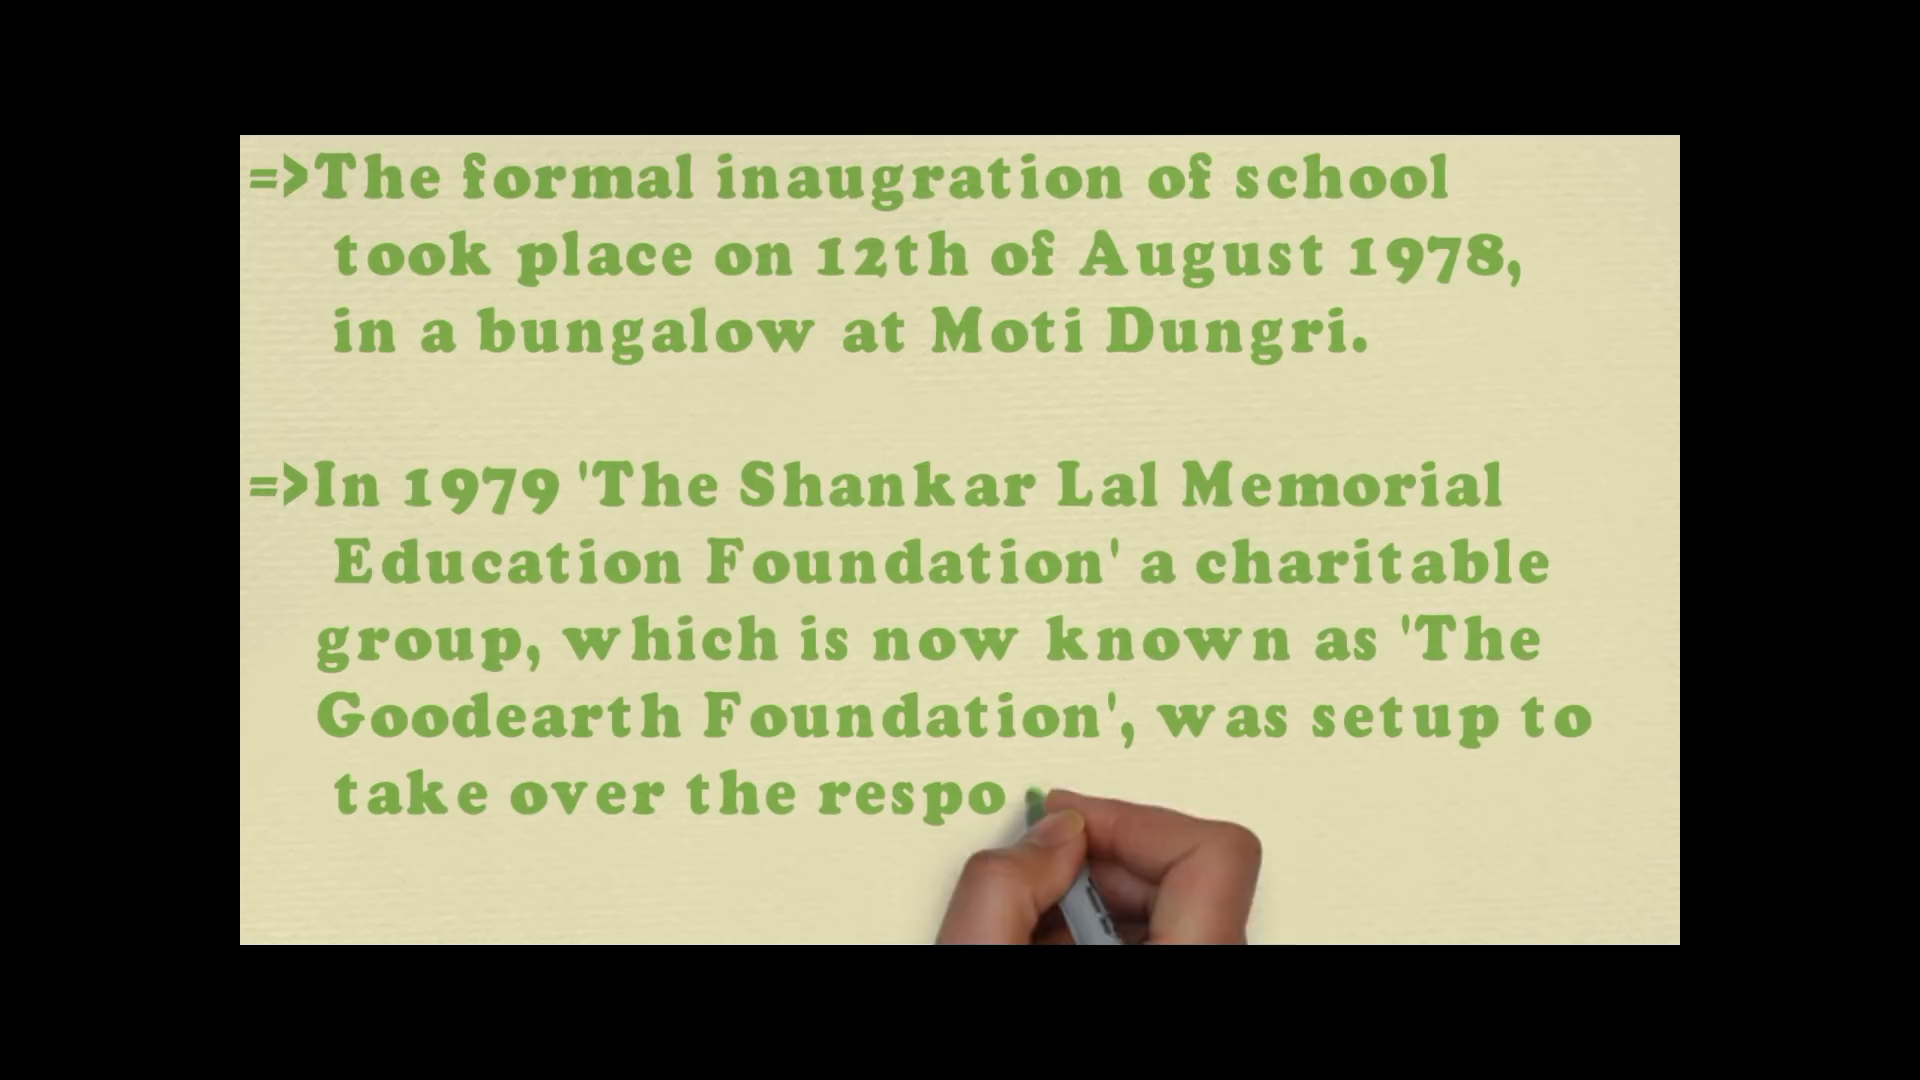 =>The formal inaugration of school
took place on 12th of August 1978,
in a bungalow at Moti Dungri.
=>In 1979 'The Shankar Lal Memorial
Education Foundation' a charitable
group, which is now known as 'The
Goodearth Foundation', was setup to
take over the respo